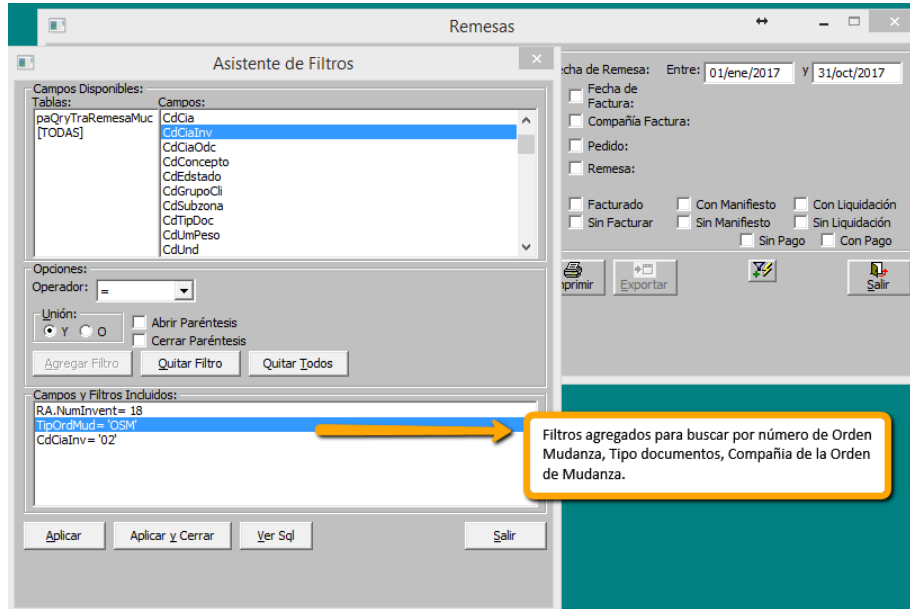 Remesas
Asistente de Filtros
Campos Disponibles:
Tablas:
Campos:
paQryTraRemesaMuc
[TODAS]
CdCia
CdCiaInv
CdCiaOdc
CdConcepto
CdEdstado
CdGrupoCli
CdSubzona
CdTipDoc
CdUmPeso
CdUnd
Opciones:
Operador: =
Unión:
Y O
Abrir Paréntesis
Cerrar Paréntesis
Agregar Filtro Quitar Filtro Quitar Todos
Campos y Filtros Incluidos:
RA.NumInvent= 18
TipOrdMud= 'OSM'
CdCiaInv= '02'
Aplicar Aplicar y Cerrar Ver Sql Salir
echa de Remesa: Entre: 01/ene/2017 y 31/oct/2017
Fecha de
Factura:
Compañía Factura:
Pedido:
Remesa:
Facturado Con Manifiesto Con Liquidación
Sin Facturar Sin Manifiesto Sin Liquidación
Sin Pago Con Pago
nprimir Exportar Salir
Filtros agregados para buscar por número de Orden
Mudanza, Tipo documentos, Compañia de la Orden
de Mudanza.